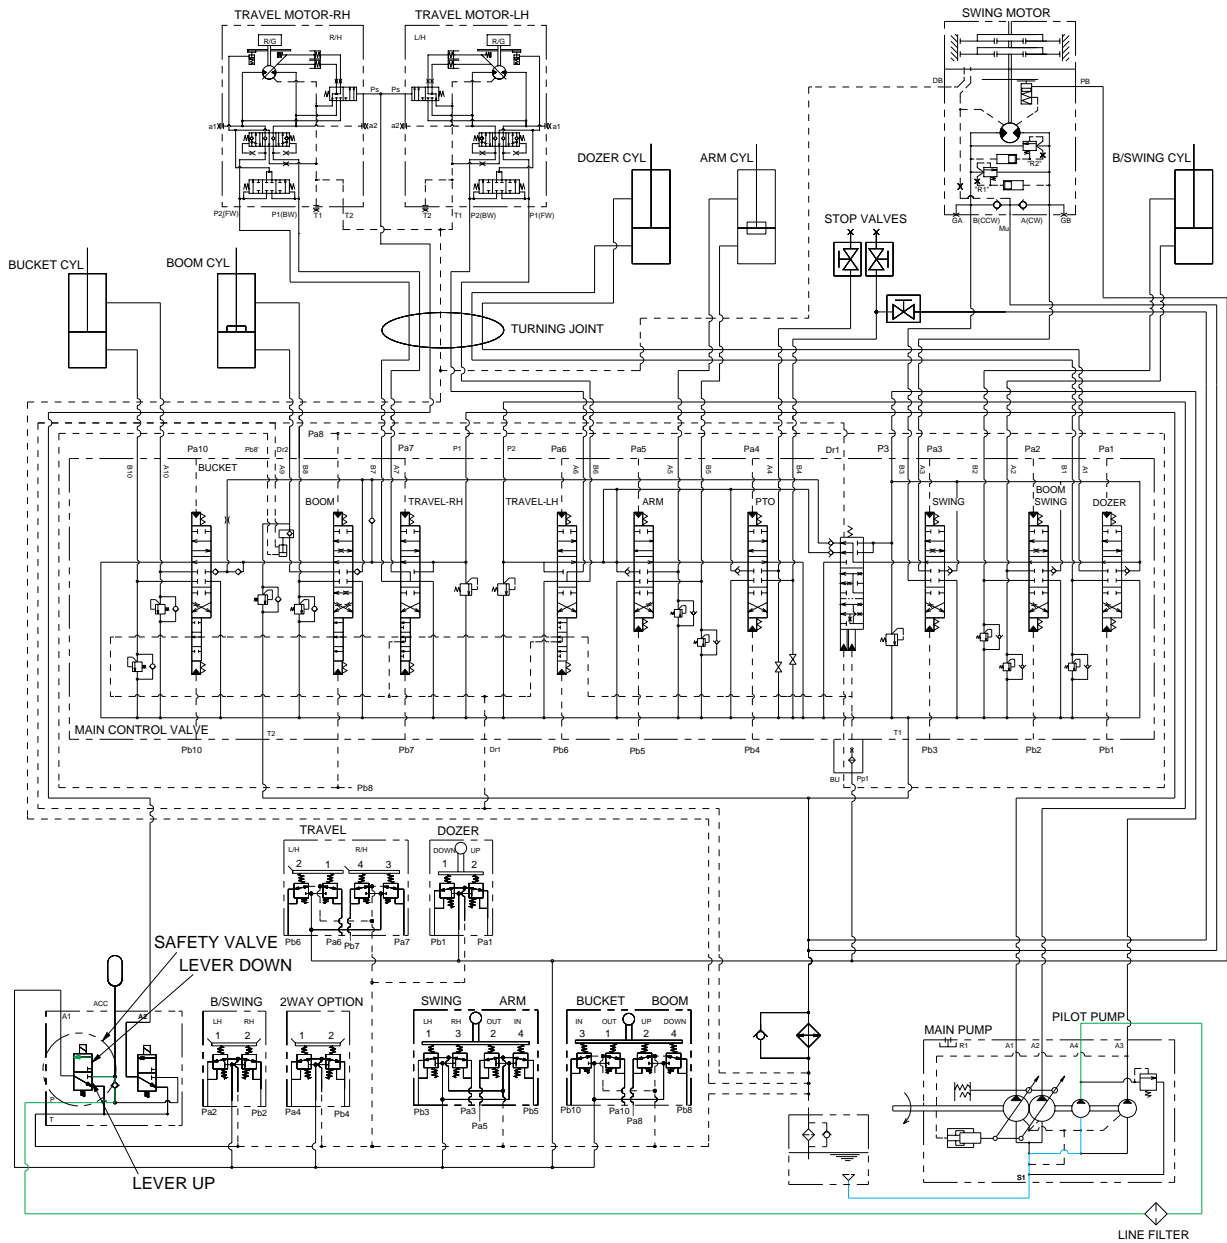 TRAVEL MOTOR-RH
TRAVEL MOTOR-LH
SWING MOTOR
R/G
R/H
L/H
R/G
Ps
Ps
DB
PB
a1
a2
a2
a1
"R2"
"R1"
P2(FW)
P1(BW)
T1
T2
T2
T1
P2(BW)
P1(FW)
GA
B(CCW)
Mu
A(CW)
GB
DOZER CYL
ARM CYL
B/SWING CYL
STOP VALVES
BUCKET CYL
BOOM CYL
TURNING JOINT
Pa8
Pa10
Pb8'
Dr2
Pa7
P1
P2
Pa6
Pa5
Pa4
Dr1
P3
Pa3
Pa2
Pa1
B10
A10
A9
B8
B7
A7
A6
B6
A5
B5
A4
B4
B3
A3
B2
A2
B1
A1
BUCKET
BOOM
TRAVEL-RH
TRAVEL-LH
ARM
PTO
SWING
BOOM
SWING
DOZER
MAIN CONTROL VALVE
T2
T1
Pb10
Pb7
Dr1
Pb6
Pb5
Pb4
Pb3
Pb2
Pb1
BU
Pp1
Pb8
TRAVEL
L/H
R/H
2
1
4
3
Pb6
Pa6
Pb7
Pa7
DOZER
DOWN
UP
1
2
Pb1
Pa1
SAFETY VALVE
LEVER DOWN
ACC
A1
A2
P
T
LEVER UP
B/SWING
LH
RH
1
2
Pa2
Pb2
2WAY OPTION
1
2
Pa4
Pb4
SWING
ARM
LH
RH
OUT
IN
1
3
2
4
Pb3
Pa3
Pa5
Pb5
BUCKET
BOOM
IN
OUT
UP
DOWN
3
1
2
4
Pb10
Pa10
Pa8
Pb8
MAIN PUMP
PILOT PUMP
R1
A1
A2
A4
A3
S1
LINE FILTER